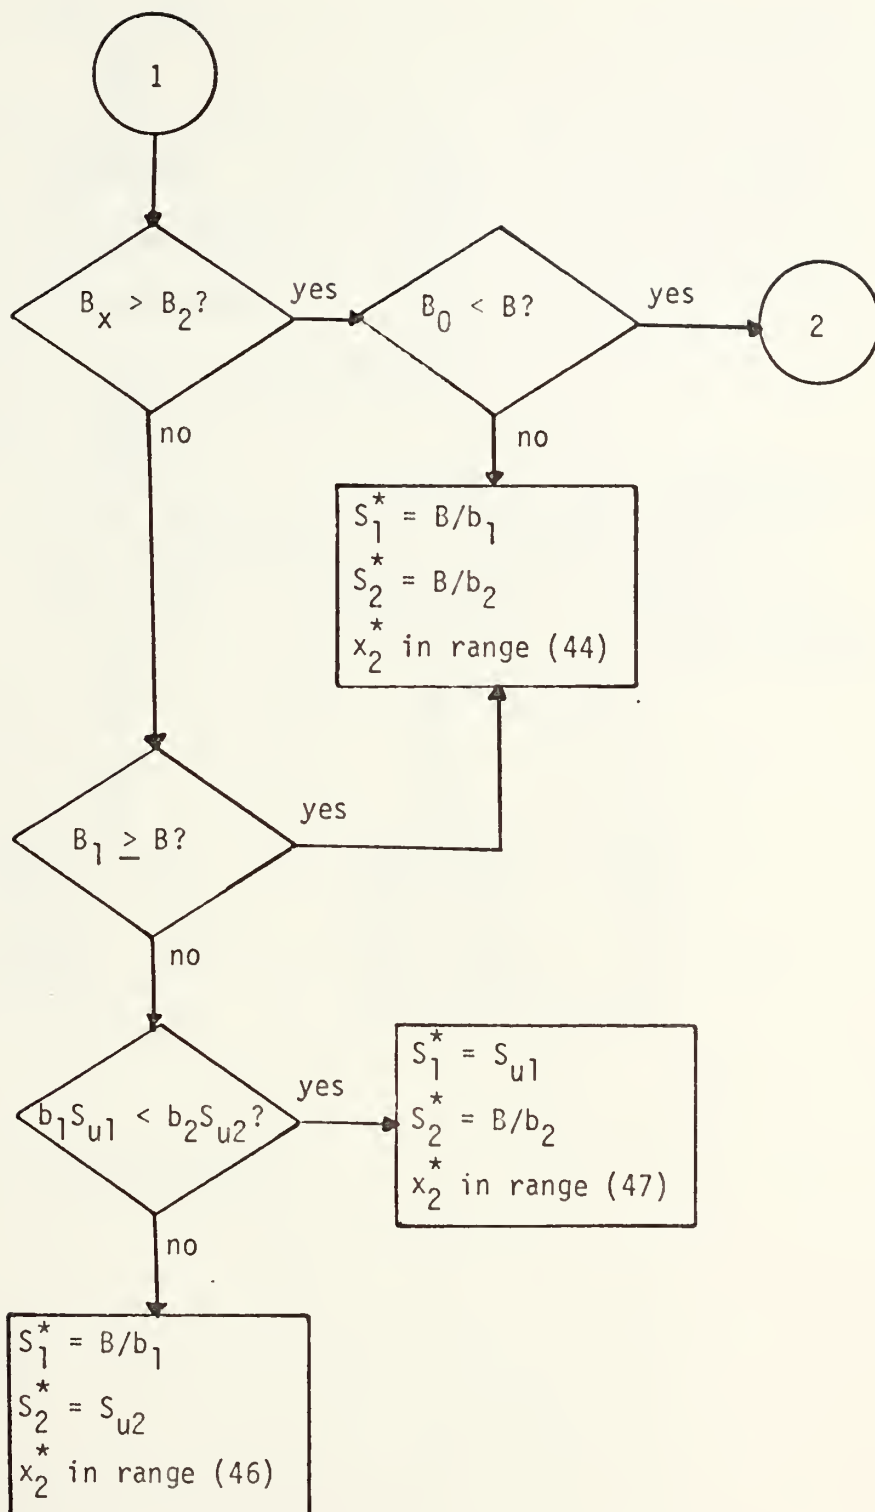 1
B_x > B_2?
yes
B_0 < B?
yes
2
no
no
S_1^* = B/b_1
S_2^* = B/b_2
x_2^* in range (44)
B_1 ≥ B?
yes
no
b_1S_u1 < b_2S_u2?
yes
S_1^* = S_u1
S_2^* = B/b_2
x_2^* in range (47)
no
S_1^* = B/b_1
S_2^* = S_u2
x_2^* in range (46)